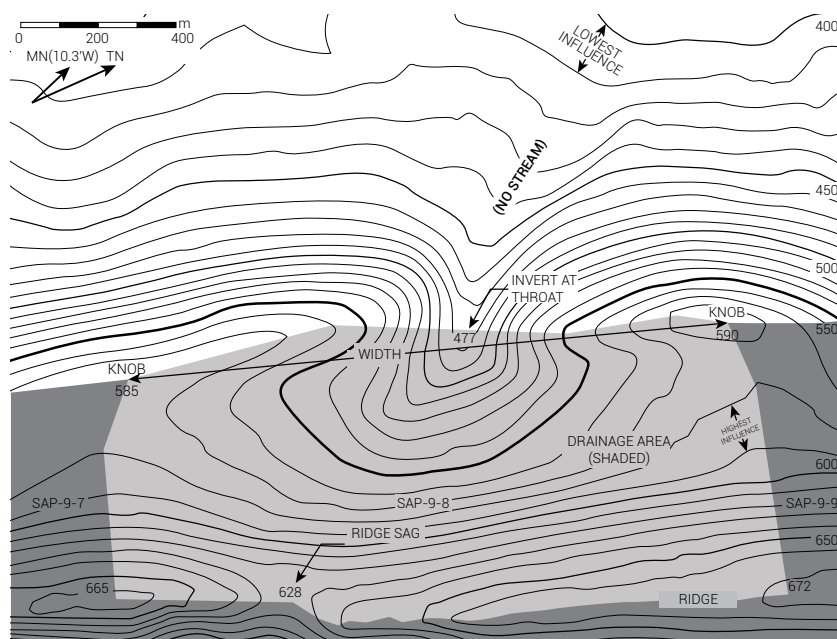 m
0 200 400
MN(10.3'W) TN
LOWEST
INFLUENCE
400
(NO STREAM)
450
500
INVERT AT
THROAT
KNOB
550
590
477
WIDTH
KNOB
585
HIGHEST
INFLUENCE
DRAINAGE AREA
(SHADED)
600
SAP-9-7
SAP-9-8
SAP-9-9
RIDGE SAG
650
665
628
672
RIDGE